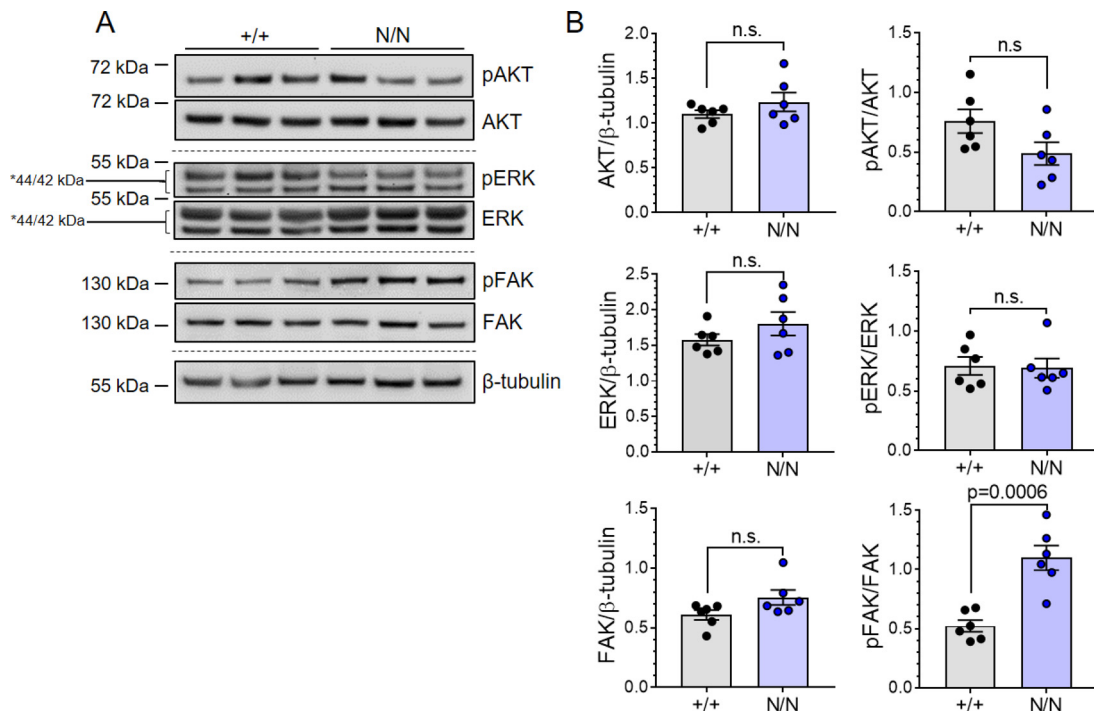 A
+/+ N/N
72 kDa
pAKT
72 kDa
AKT
55 kDa
*44/42 kDa
pERK
55 kDa
*44/42 kDa
ERK
130 kDa
pFAK
130 kDa
FAK
55 kDa
β-tubulin
B
n.s.
AKT/β-tubulin
2.0
1.5
1.0
0.5
0.0
+/+ N/N
n.s
pAKT/AKT
1.5
1.0
0.5
0.0
+/+ N/N
n.s.
ERK/β-tubulin
2.5
2.0
1.5
1.0
0.5
0.0
+/+ N/N
n.s.
pERK/ERK
1.5
1.0
0.5
0.0
+/+ N/N
n.s.
FAK/β-tubulin
1.5
1.0
0.5
0.0
+/+ N/N
p=0.0006
pFAK/FAK
1.5
1.0
0.5
0.0
+/+ N/N